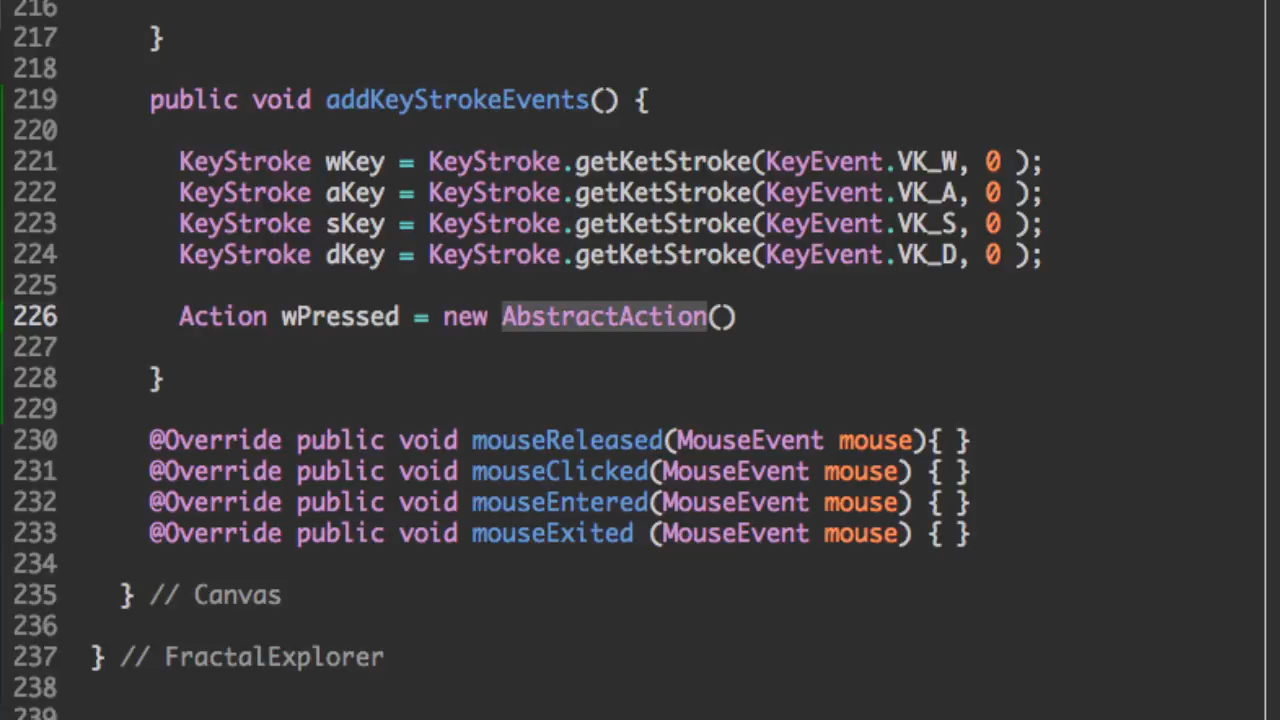 216
217 }
218
219 public void addKeyStrokeEvents() {
220
221 KeyStroke wKey = KeyStroke.getKetStroke(KeyEvent.VK_W, 0 );
222 KeyStroke aKey = KeyStroke.getKetStroke(KeyEvent.VK_A, 0 );
223 KeyStroke sKey = KeyStroke.getKetStroke(KeyEvent.VK_S, 0 );
224 KeyStroke dKey = KeyStroke.getKetStroke(KeyEvent.VK_D, 0 );
225
226 Action wPressed = new AbstractAction()
227
228 }
229
230 @Override public void mouseReleased(MouseEvent mouse){ }
231 @Override public void mouseClicked(MouseEvent mouse) { }
232 @Override public void mouseEntered(MouseEvent mouse) { }
233 @Override public void mouseExited (MouseEvent mouse) { }
234
235 } // Canvas
236
237 } // FractalExplorer
238
239